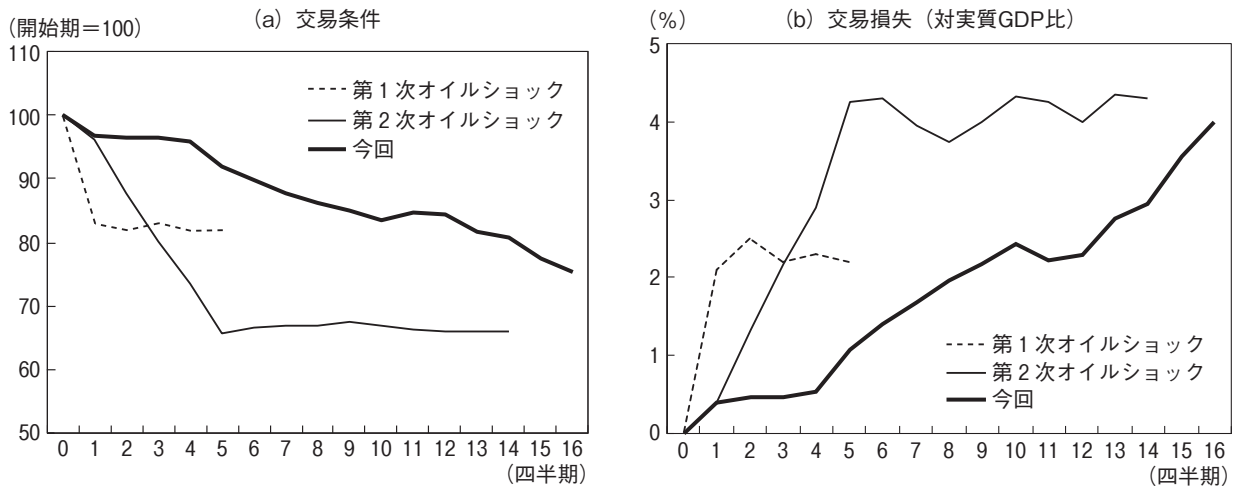 (a) 交易条件
(開始期＝100)
110
100
90
80
70
60
50
第1次オイルショック
第2次オイルショック
今回
0 1 2 3 4 5 6 7 8 9 10 11 12 13 14 15 16
(四半期)
(b) 交易損失（対実質GDP比）
(％)
5
4
3
2
1
0
第1次オイルショック
第2次オイルショック
今回
0 1 2 3 4 5 6 7 8 9 10 11 12 13 14 15 16
(四半期)